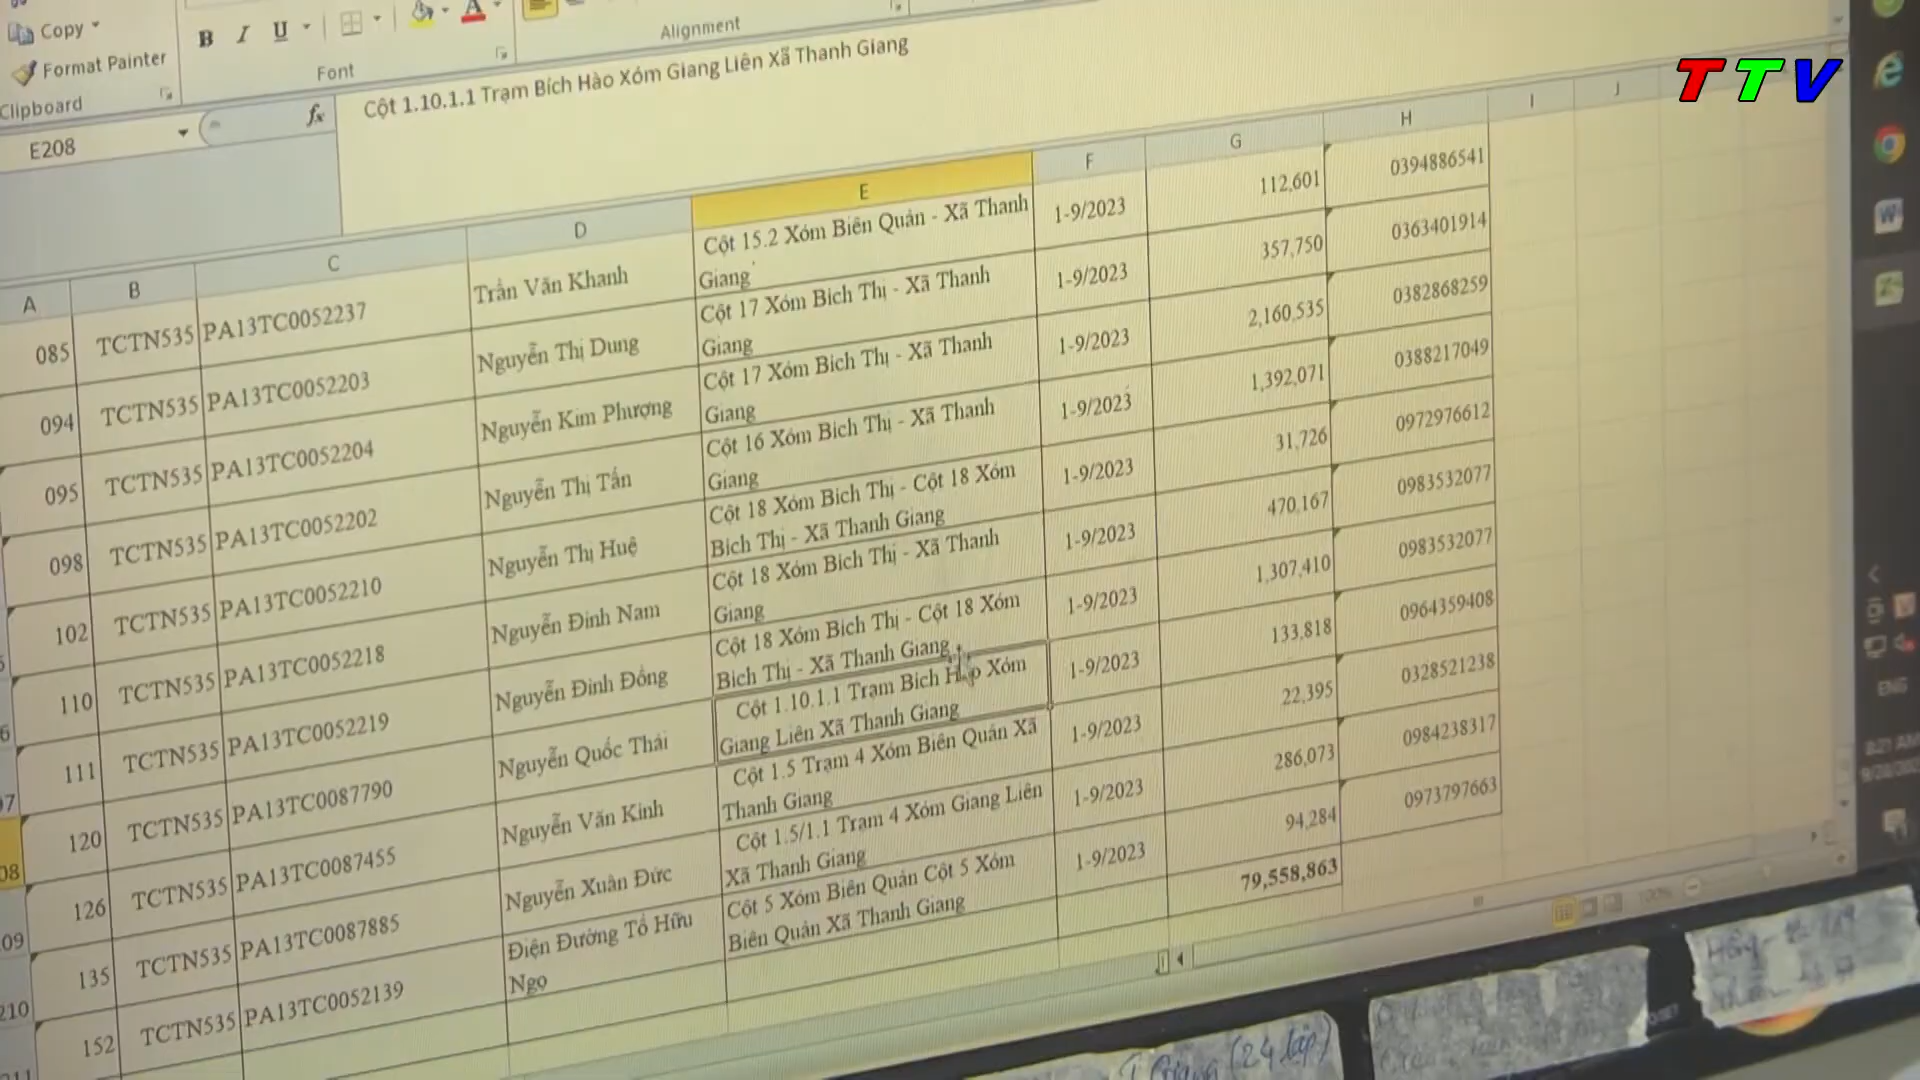 Copy
Format Painter
Clipboard
B I U
A
Font
Alignment
TTV
E208
fx
Cột 1.10.1.1 Trạm Bích Hào Xóm Giang Liên Xã Thanh Giang
A B C D E F G H I J
085 TCTN535 PA13TC0052237 Trần Văn Khanh Cột 15.2 Xóm Biên Quản - Xã Thanh Giang 1-9/2023 112,601 0394886541
094 TCTN535 PA13TC0052203 Nguyễn Thị Dung Cột 17 Xóm Bích Thị - Xã Thanh Giang 1-9/2023 357,750 0363401914
095 TCTN535 PA13TC0052204 Nguyễn Kim Phượng Cột 17 Xóm Bích Thị - Xã Thanh Giang 1-9/2023 2,160,535 0382868259
098 TCTN535 PA13TC0052202 Nguyễn Thị Tần Cột 16 Xóm Bích Thị - Xã Thanh Giang 1-9/2023 1,392,071 0388217049
102 TCTN535 PA13TC0052210 Nguyễn Thị Huệ Cột 18 Xóm Bích Thị - Cột 18 Xóm Bích Thị - Xã Thanh Giang 1-9/2023 31,726 0972976612
110 TCTN535 PA13TC0052218 Nguyễn Đình Nam Cột 18 Xóm Bích Thị - Xã Thanh Giang 1-9/2023 470,167 0983532077
111 TCTN535 PA13TC0052219 Nguyễn Đình Đồng Cột 18 Xóm Bích Thị - Cột 18 Xóm Bích Thị - Xã Thanh Giang 1-9/2023 1,307,410 0983532077
120 TCTN535 PA13TC0087790 Nguyễn Quốc Thái Cột 1.10.1.1 Trạm Bích Hào Xóm Giang Liên Xã Thanh Giang 1-9/2023 133,818 0964359408
126 TCTN535 PA13TC0087455 Nguyễn Văn Kính Cột 1.5 Trạm 4 Xóm Biên Quản Xã Thanh Giang 1-9/2023 22,395 0328521238
135 TCTN535 PA13TC0087885 Nguyễn Xuân Đức Cột 1.5/1.1 Trạm 4 Xóm Giang Liên Xã Thanh Giang 1-9/2023 286,073 0984238317
152 TCTN535 PA13TC0052139 Điện Đường Tổ Hữu Ngọ Cột 5 Xóm Biên Quản Cột 5 Xóm Biên Quản Xã Thanh Giang 1-9/2023 94,284 0973797663
79,558,863
ENG
8:21 AM
100%
Giang (24 tập)